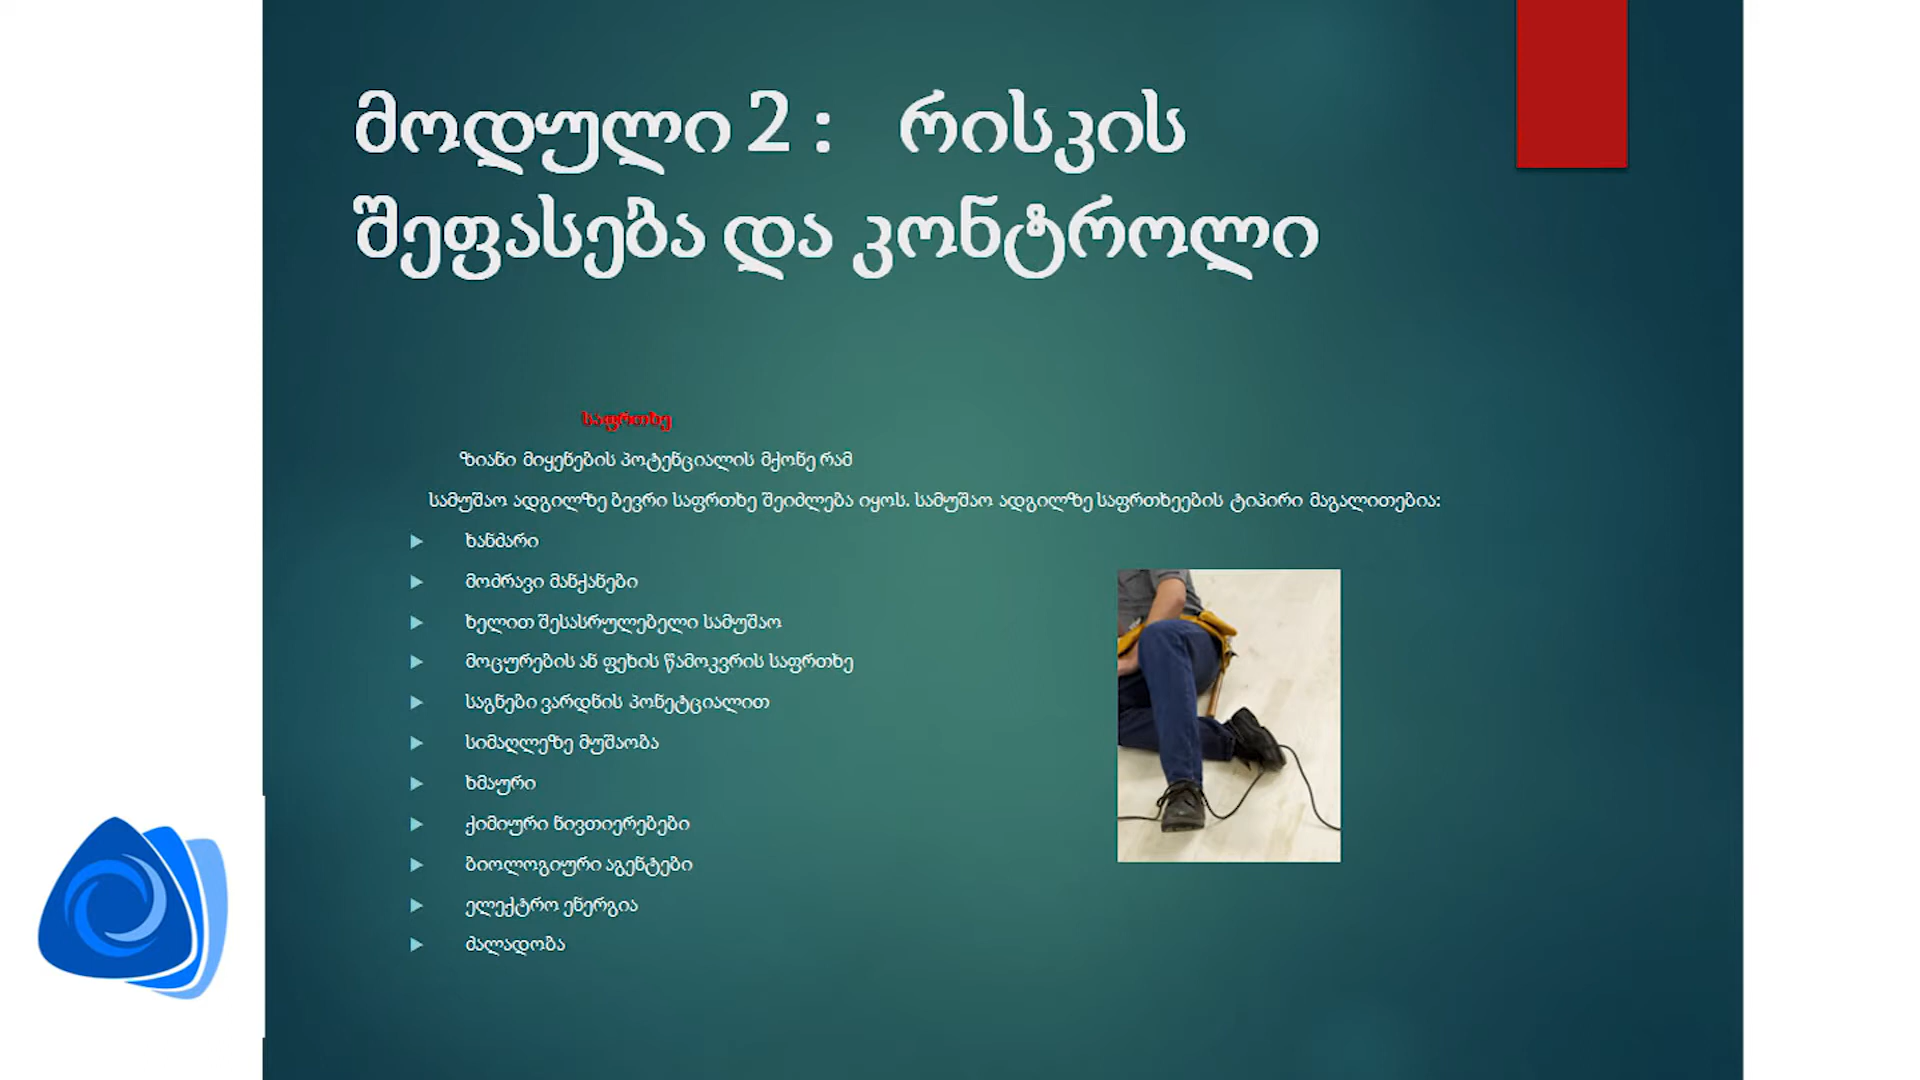 მოდული 2 : რისკის
შეფასება და კონტროლი
საფრთხე
ზიანი მიყენების პოტენციალის მქონე რამ
სამუშაო ადგილზე ბევრი საფრთხე შეიძლება იყოს. სამუშაო ადგილზე საფრთხეების ტიპირი მაგალითებია:
ხანძარი
მოძრავი მანქანები
ხელით შესასრულებელი სამუშაო
მოცურების ან ფეხის წამოკვრის საფრთხე
საგნები ვარდნის პონეტციალით
სიმაღლეზე მუშაობა
ხმაური
ქიმიური ნივთიერებები
ბიოლოგიური აგენტები
ელექტრო ენერგია
ძალადობა